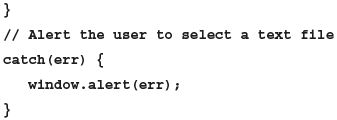 }
// Alert the user to select a text file
catch(err) {
   window.alert(err);
}